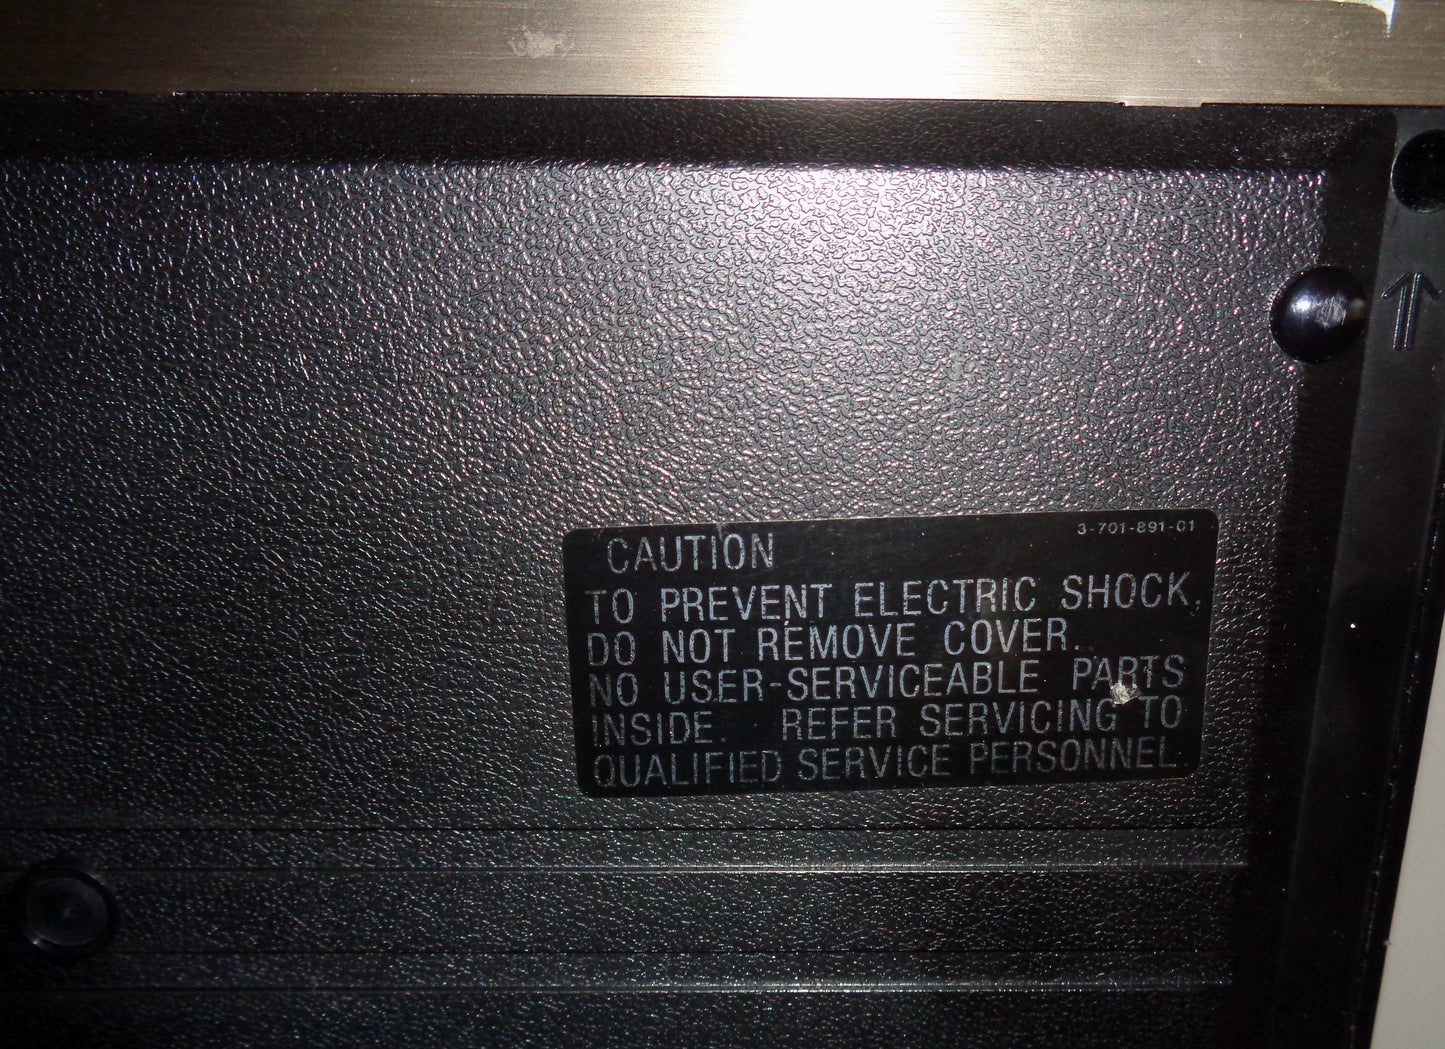 3-701-891-01
CAUTION
TO PREVENT ELECTRIC SHOCK,
DO NOT REMOVE COVER.
NO USER-SERVICEABLE PARTS
INSIDE. REFER SERVICING TO
QUALIFIED SERVICE PERSONNEL.